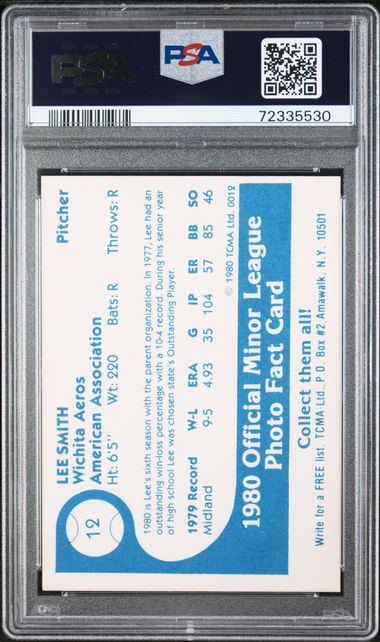 PSA
PSA
72335530
12
LEE SMITH
Wichita Aeros
American Association
Pitcher
Ht: 6'5" Wt: 220 Bats: R Throws: R
1980 is Lee's sixth season with the parent organization. In 1977, Lee had an
outstanding win-loss percentage with a 10-4 record. During his senior year
of high school Lee was chosen state's Outstanding Player.
1979 Record W-L ERA G IP ER BB SO
Midland 9-5 4.93 35 104 57 85 46
© 1980 TCMA Ltd. 0012
1980 Official Minor League
Photo Fact Card
Collect them all!
Write for a FREE list. TCMA Ltd., P.O. Box #2 Amawalk, N.Y. 10501